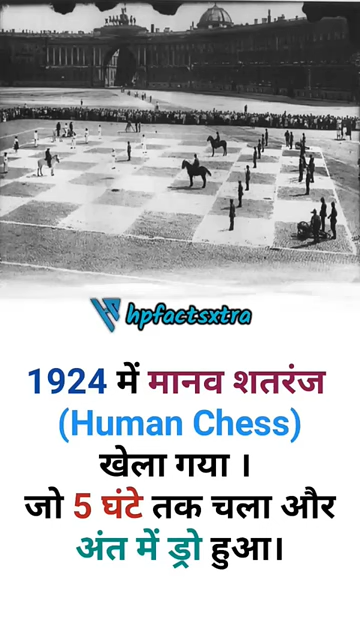 hpfactsxtra
1924 में मानव शतरंज
(Human Chess)
खेला गया ।
जो 5 घंटे तक चला और
अंत में ड्रो हुआ।